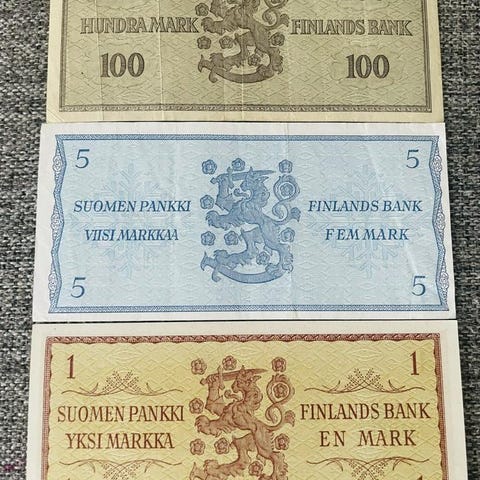 HUNDRA MARK FINLANDS BANK
100 100
5 5
SUOMEN PANKKI FINLANDS BANK
VIISI MARKKAA FEM MARK
5 5
1 1
SUOMEN PANKKI FINLANDS BANK
YKSI MARKKA EN MARK